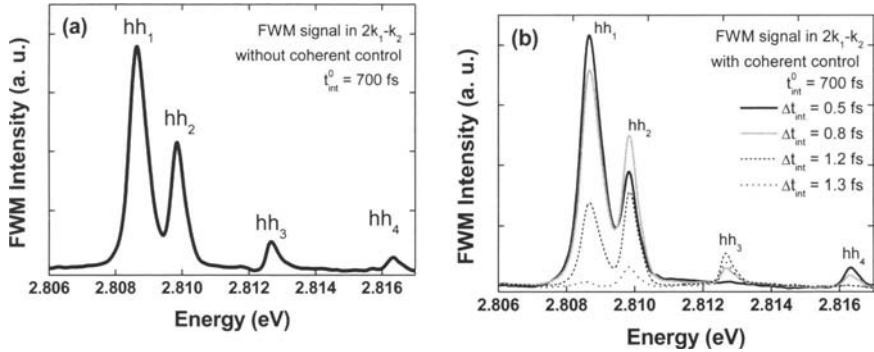 (a)
FWM signal in 2k₁-k₂
without coherent control
t⁰ᵢₙₜ = 700 fs
hh₁
hh₂
hh₃
hh₄
FWM Intensity (a. u.)
2.806 2.808 2.810 2.812 2.814 2.816
Energy (eV)
(b)
FWM signal in 2k₁-k₂
with coherent control
t⁰ᵢₙₜ = 700 fs
Δtᵢₙₜ = 0.5 fs
Δtᵢₙₜ = 0.8 fs
Δtᵢₙₜ = 1.2 fs
Δtᵢₙₜ = 1.3 fs
hh₁
hh₂
hh₃
hh₄
FWM Intensity (a. u.)
2.806 2.808 2.810 2.812 2.814 2.816
Energy (eV)